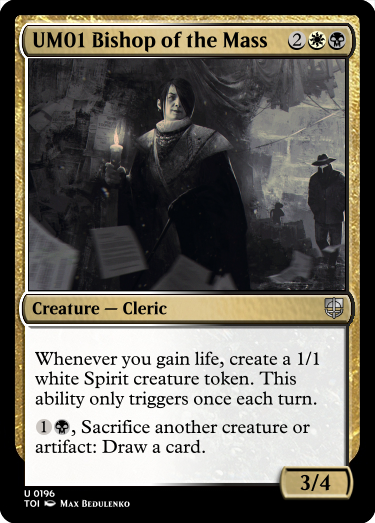 UM01 Bishop of the Mass 2
Creature — Cleric
Whenever you gain life, create a 1/1
white Spirit creature token. This
ability only triggers once each turn.
1, Sacrifice another creature or
artifact: Draw a card.
3/4
U 0196
TOI Max Bedulenko